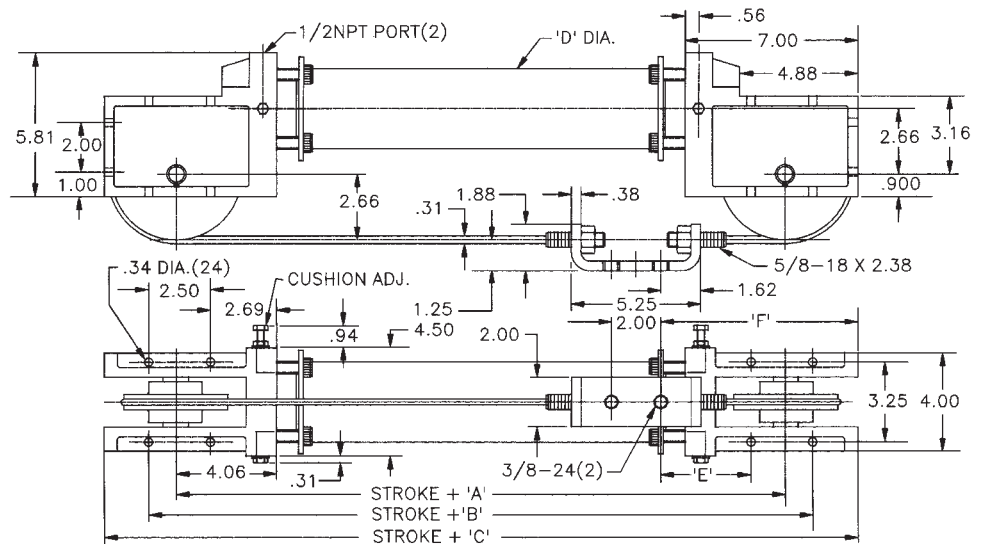 1/2NPT PORT(2)
'D' DIA.
.56
7.00
4.88
5.81
2.00
1.00
2.66
3.16
.900
2.66
1.88
.38
.31
5/8-18 X 2.38
.34 DIA.(24)
2.50
CUSHION ADJ.
2.69
.94
1.25
4.50
5.25
1.62
2.00
2.00
'F'
3.25
4.00
4.06
.31
3/8-24(2)
'E'
STROKE + 'A'
STROKE +'B'
STROKE + 'C'